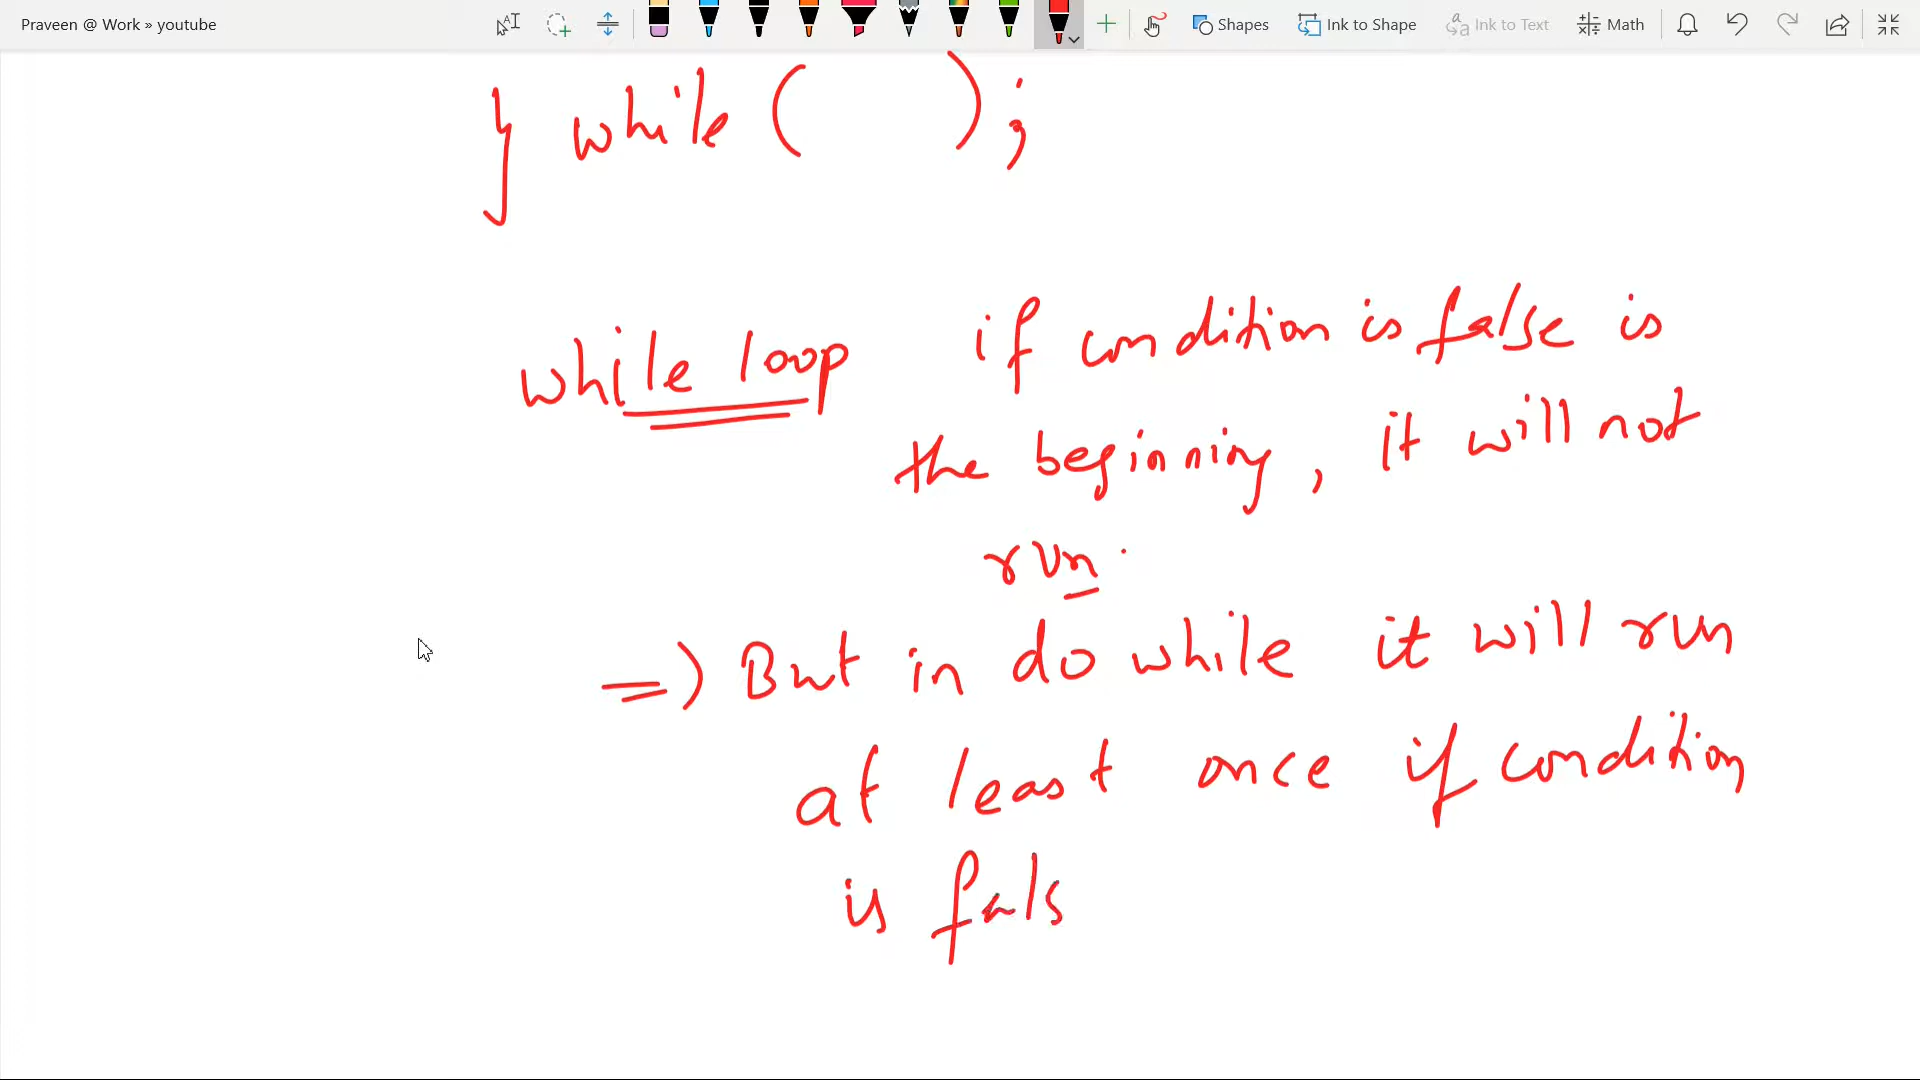 Praveen @ Work » youtube
Shapes
Ink to Shape
Ink to Text
Math
} while ( );
while loop
if condition is false is
the beginning, it will not
run.
=) But in do while it will run
at least once if condition
is fals